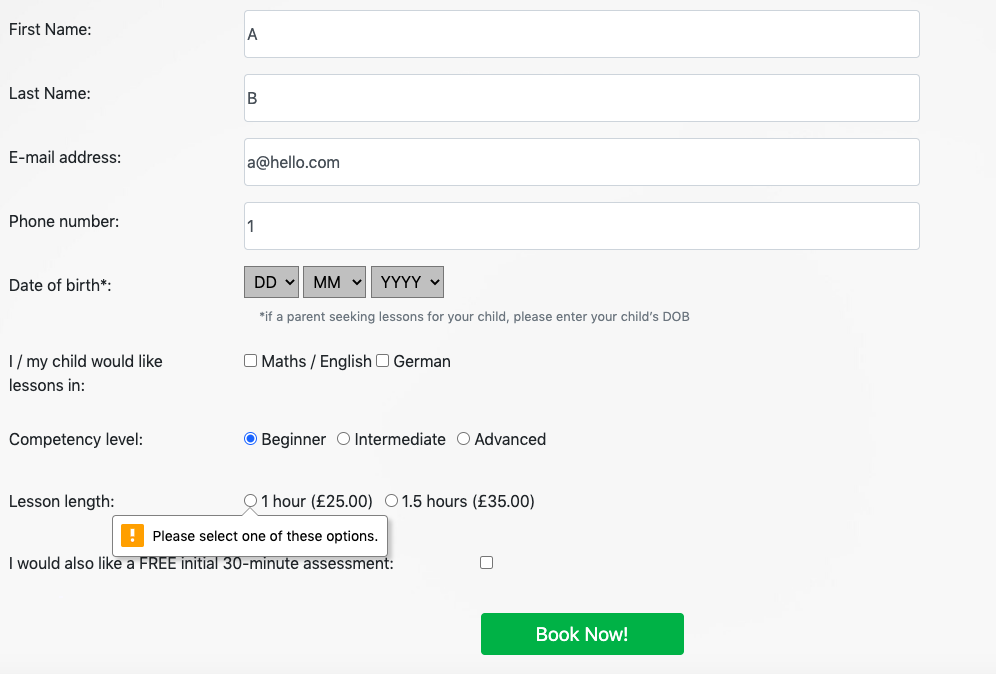 First Name:
A
Last Name:
B
E-mail address:
a@hello.com
Phone number:
1
Date of birth*:
DD MM YYYY
*if a parent seeking lessons for your child, please enter your child’s DOB
I / my child would like
lessons in:
Maths / English German
Competency level:
Beginner Intermediate Advanced
Lesson length:
1 hour (£25.00) 1.5 hours (£35.00)
Please select one of these options.
I would also like a FREE initial 30-minute assessment:
Book Now!